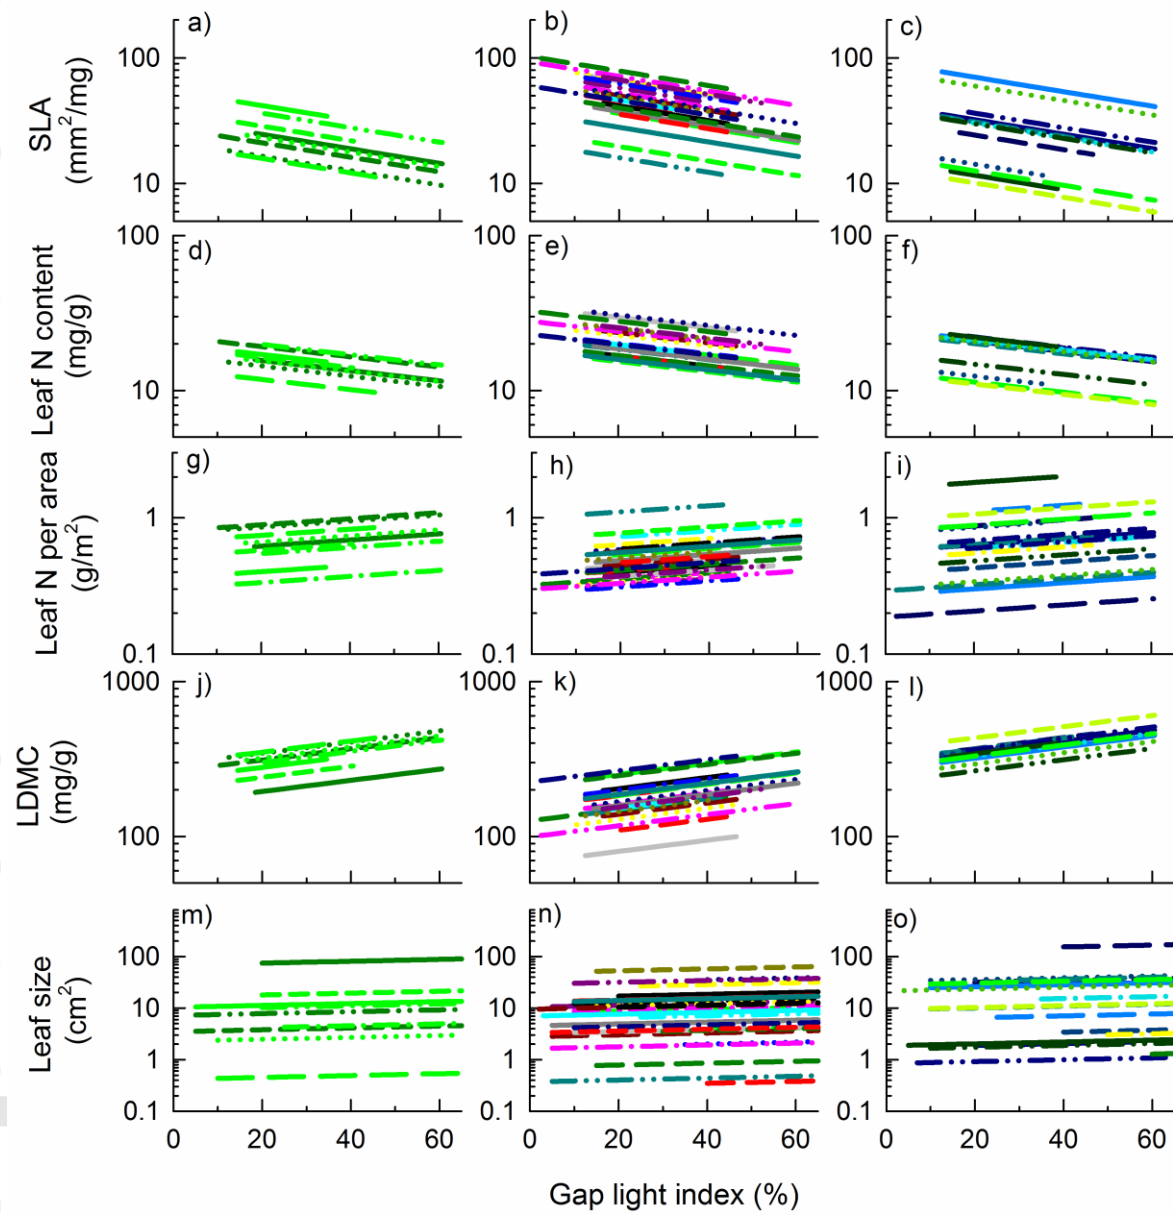 a) b) c)
100 100 100
10 10 10
SLA
(mm²/mg)
d) e) f)
100 100 100
10 10 10
Leaf N content
(mg/g)
g) h) i)
1 1 1
0.1 0.1 0.1
Leaf N per area
(g/m²)
j) k) l)
1000 1000 1000
100 100 100
LDMC
(mg/g)
m) n) o)
100 100 100
10 10 10
1 1 1
0.1 0.1 0.1
Leaf size
(cm²)
0 20 40 60 0 20 40 60 0 20 40 60
Gap light index (%)